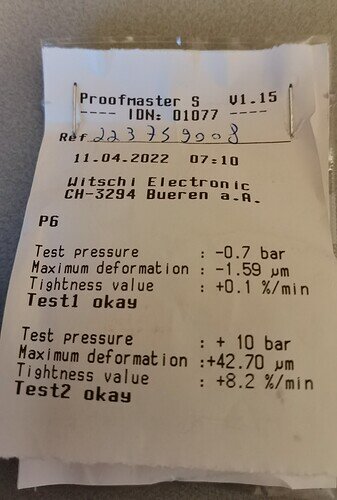 Proofmaster S V1.15
---- IDN: 01077 ----
Ref 223759008
11.04.2022 07:10
Witschi Electronic
CH-3294 Bueren a.A.
P6
Test pressure : -0.7 bar
Maximum deformation : -1.59 µm
Tightness value : +0.1 %/min
Test1 okay
Test pressure : + 10 bar
Maximum deformation :+42.70 µm
Tightness value : +8.2 %/min
Test2 okay